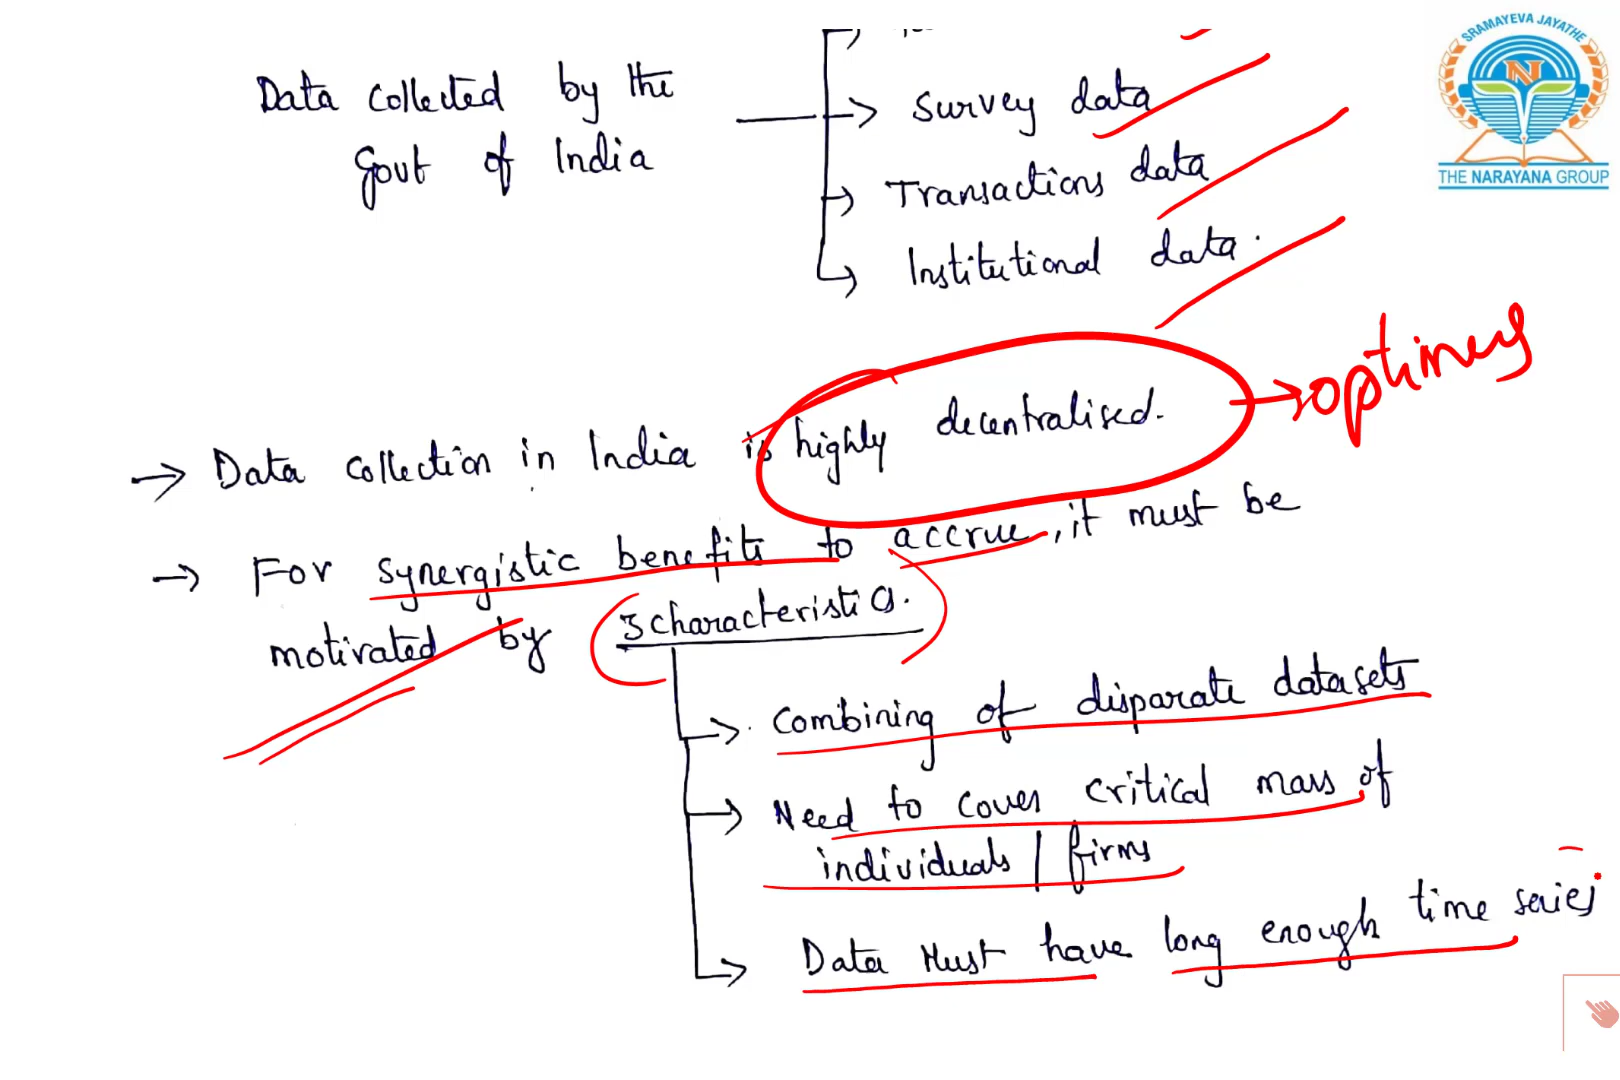 SRAMAYEVA JAYATHE
N
THE NARAYANA GROUP
Data collected by the
Govt of India
→ Survey data
→ Transactions data
→ Institutional data.
→ Data collection in India is highly decentralised.
→ For synergistic benefits to accrue, it must be
motivated by 3 characteristics.
→ Combining of disparate datasets
→ Need to cover critical mass of
individuals / firms
→ Data Must have long enough time series